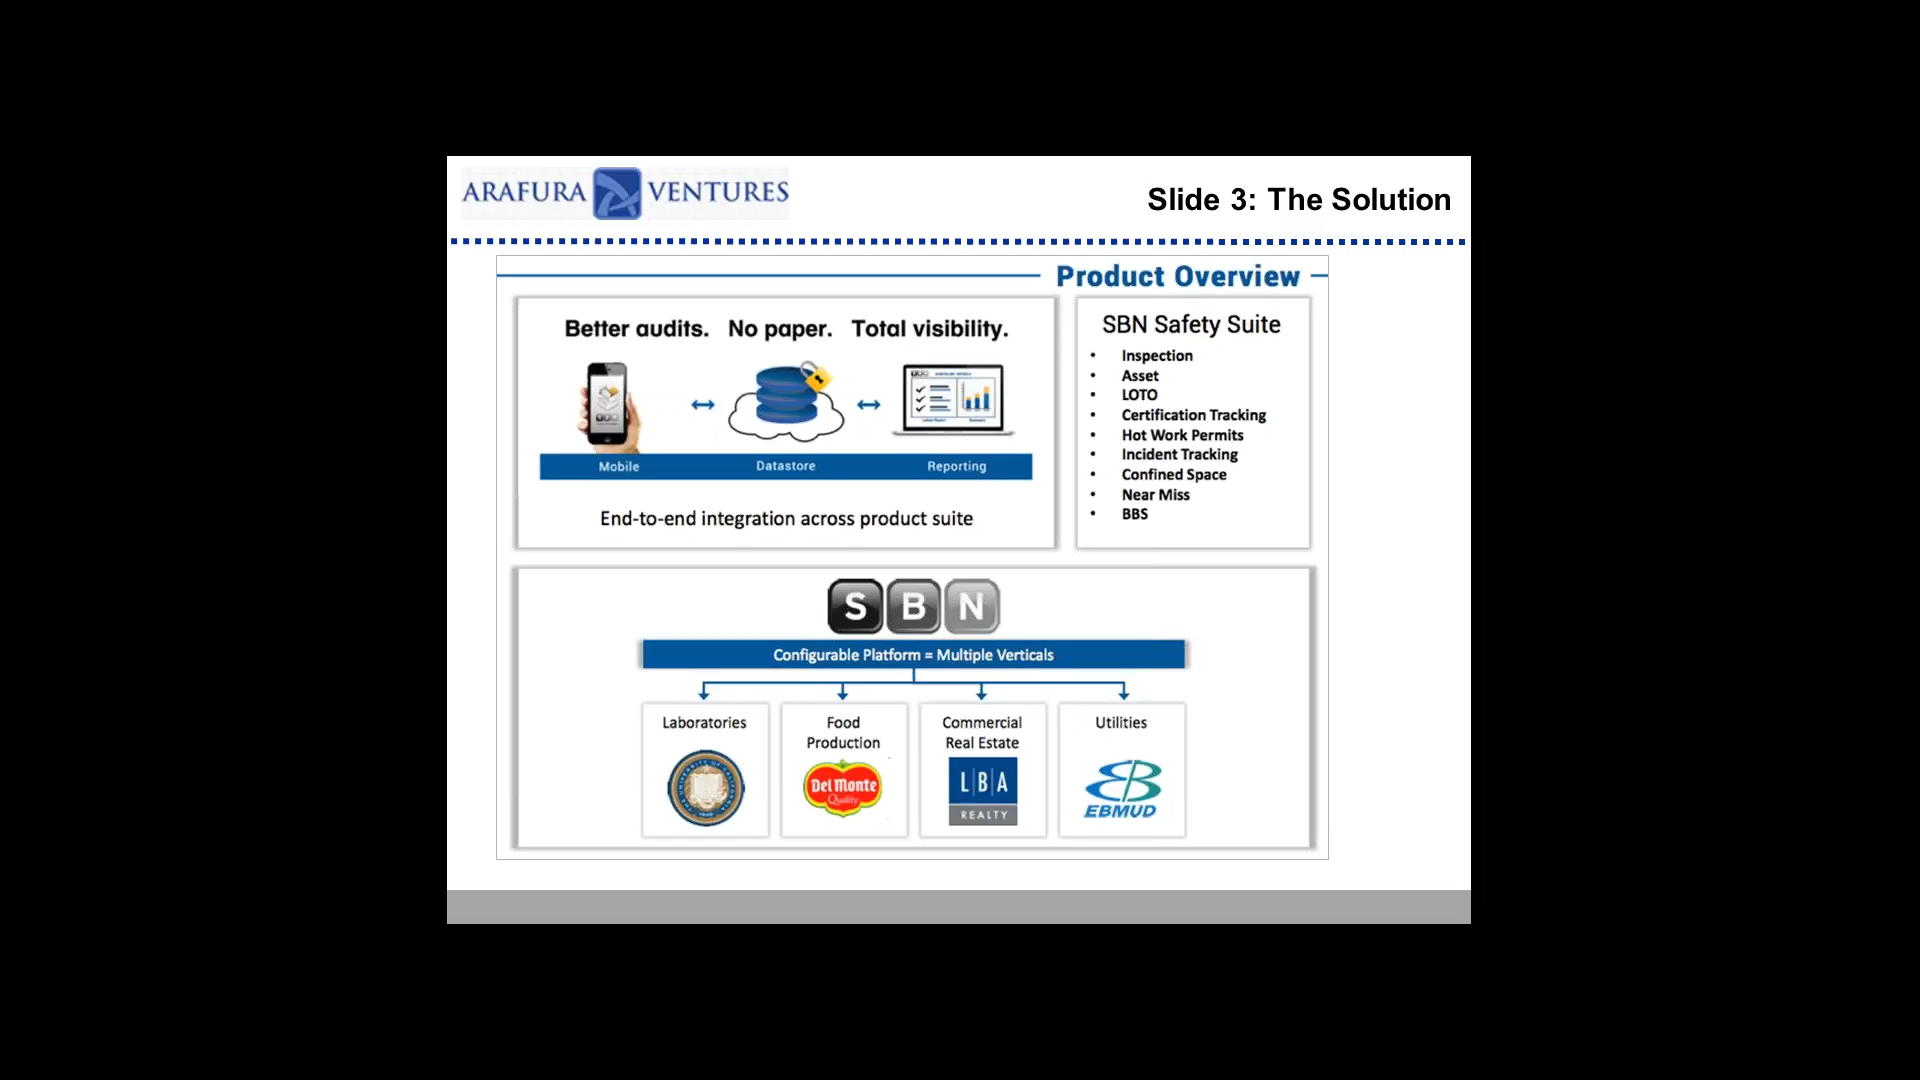 ARAFURA VENTURES
Slide 3: The Solution
Product Overview
Better audits. No paper. Total visibility.
Mobile
Datastore
Reporting
End-to-end integration across product suite
SBN Safety Suite
• Inspection
• Asset
• LOTO
• Certification Tracking
• Hot Work Permits
• Incident Tracking
• Confined Space
• Near Miss
• BBS
S B N
Configurable Platform = Multiple Verticals
Laboratories
Food
Production
Del Monte
Quality
Commercial
Real Estate
L|B|A
REALTY
Utilities
EBMUD